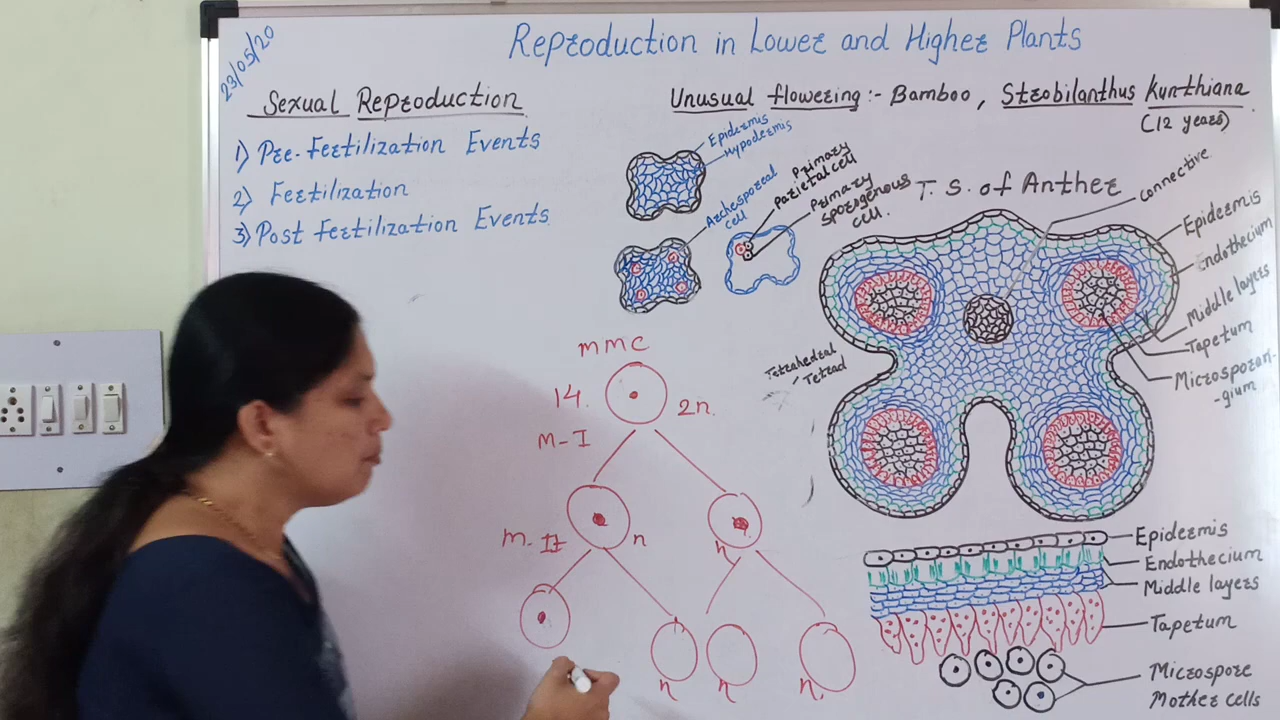 23/05/20
Reproduction in Lower and Higher Plants
Sexual Reproduction
1) Pre-Fertilization Events
2) Fertilization
3) Post Fertilization Events
Unusual flowering:- Bamboo, Strobilanthus Kunthiana
(12 years)
Epidermis
Hypodermis
Archesporeal
cell
Primary
Parietal cell
Primary
Sporogenous
cell.
T. S. of Anther
Connective
Epidermis
Endothecium
Middle layers
Tapetum
Microsporan-
-gium
Tetrahedral
Tetrad
MMC
14.
2n.
M-I
M-II
n
n
n
n
n.
Epidermis
Endothecium
Middle layers
Tapetum
Microspore
Mother cells